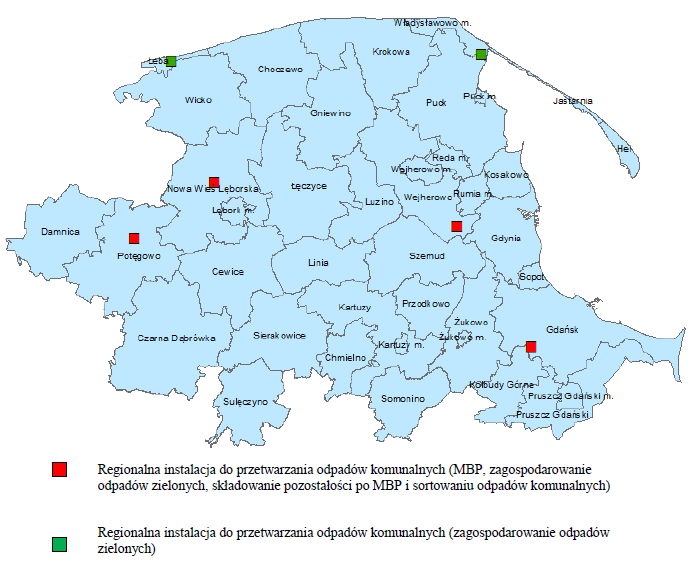 Władysławowo m.
Krokowa
Łeba
Choczewo
Wicko
Puck
Puck m.
Jastarnia
Gniewino
Hel
Reda m.
Wejherowo m.
Kosakowo
Nowa Wieś Lęborska
Łęczyce
Rumia m.
Luzino
Wejherowo
Lębork m.
Damnica
Gdynia
Potęgowo
Szemud
Linia
Cewice
Sopot
Przodkowo
Kartuzy
Żukowo
Gdańsk
Czarna Dąbrówka
Sierakowice
Żukowo m.
Kartuzy m.
Chmielno
Kolbudy Górne
Pruszcz Gdański m.
Sulęczyno
Somonino
Pruszcz Gdański
Regionalna instalacja do przetwarzania odpadów komunalnych (MBP, zagospodarowanie
odpadów zielonych, składowanie pozostałości po MBP i sortowaniu odpadów komunalnych)
Regionalna instalacja do przetwarzania odpadów komunalnych (zagospodarowanie odpadów
zielonych)